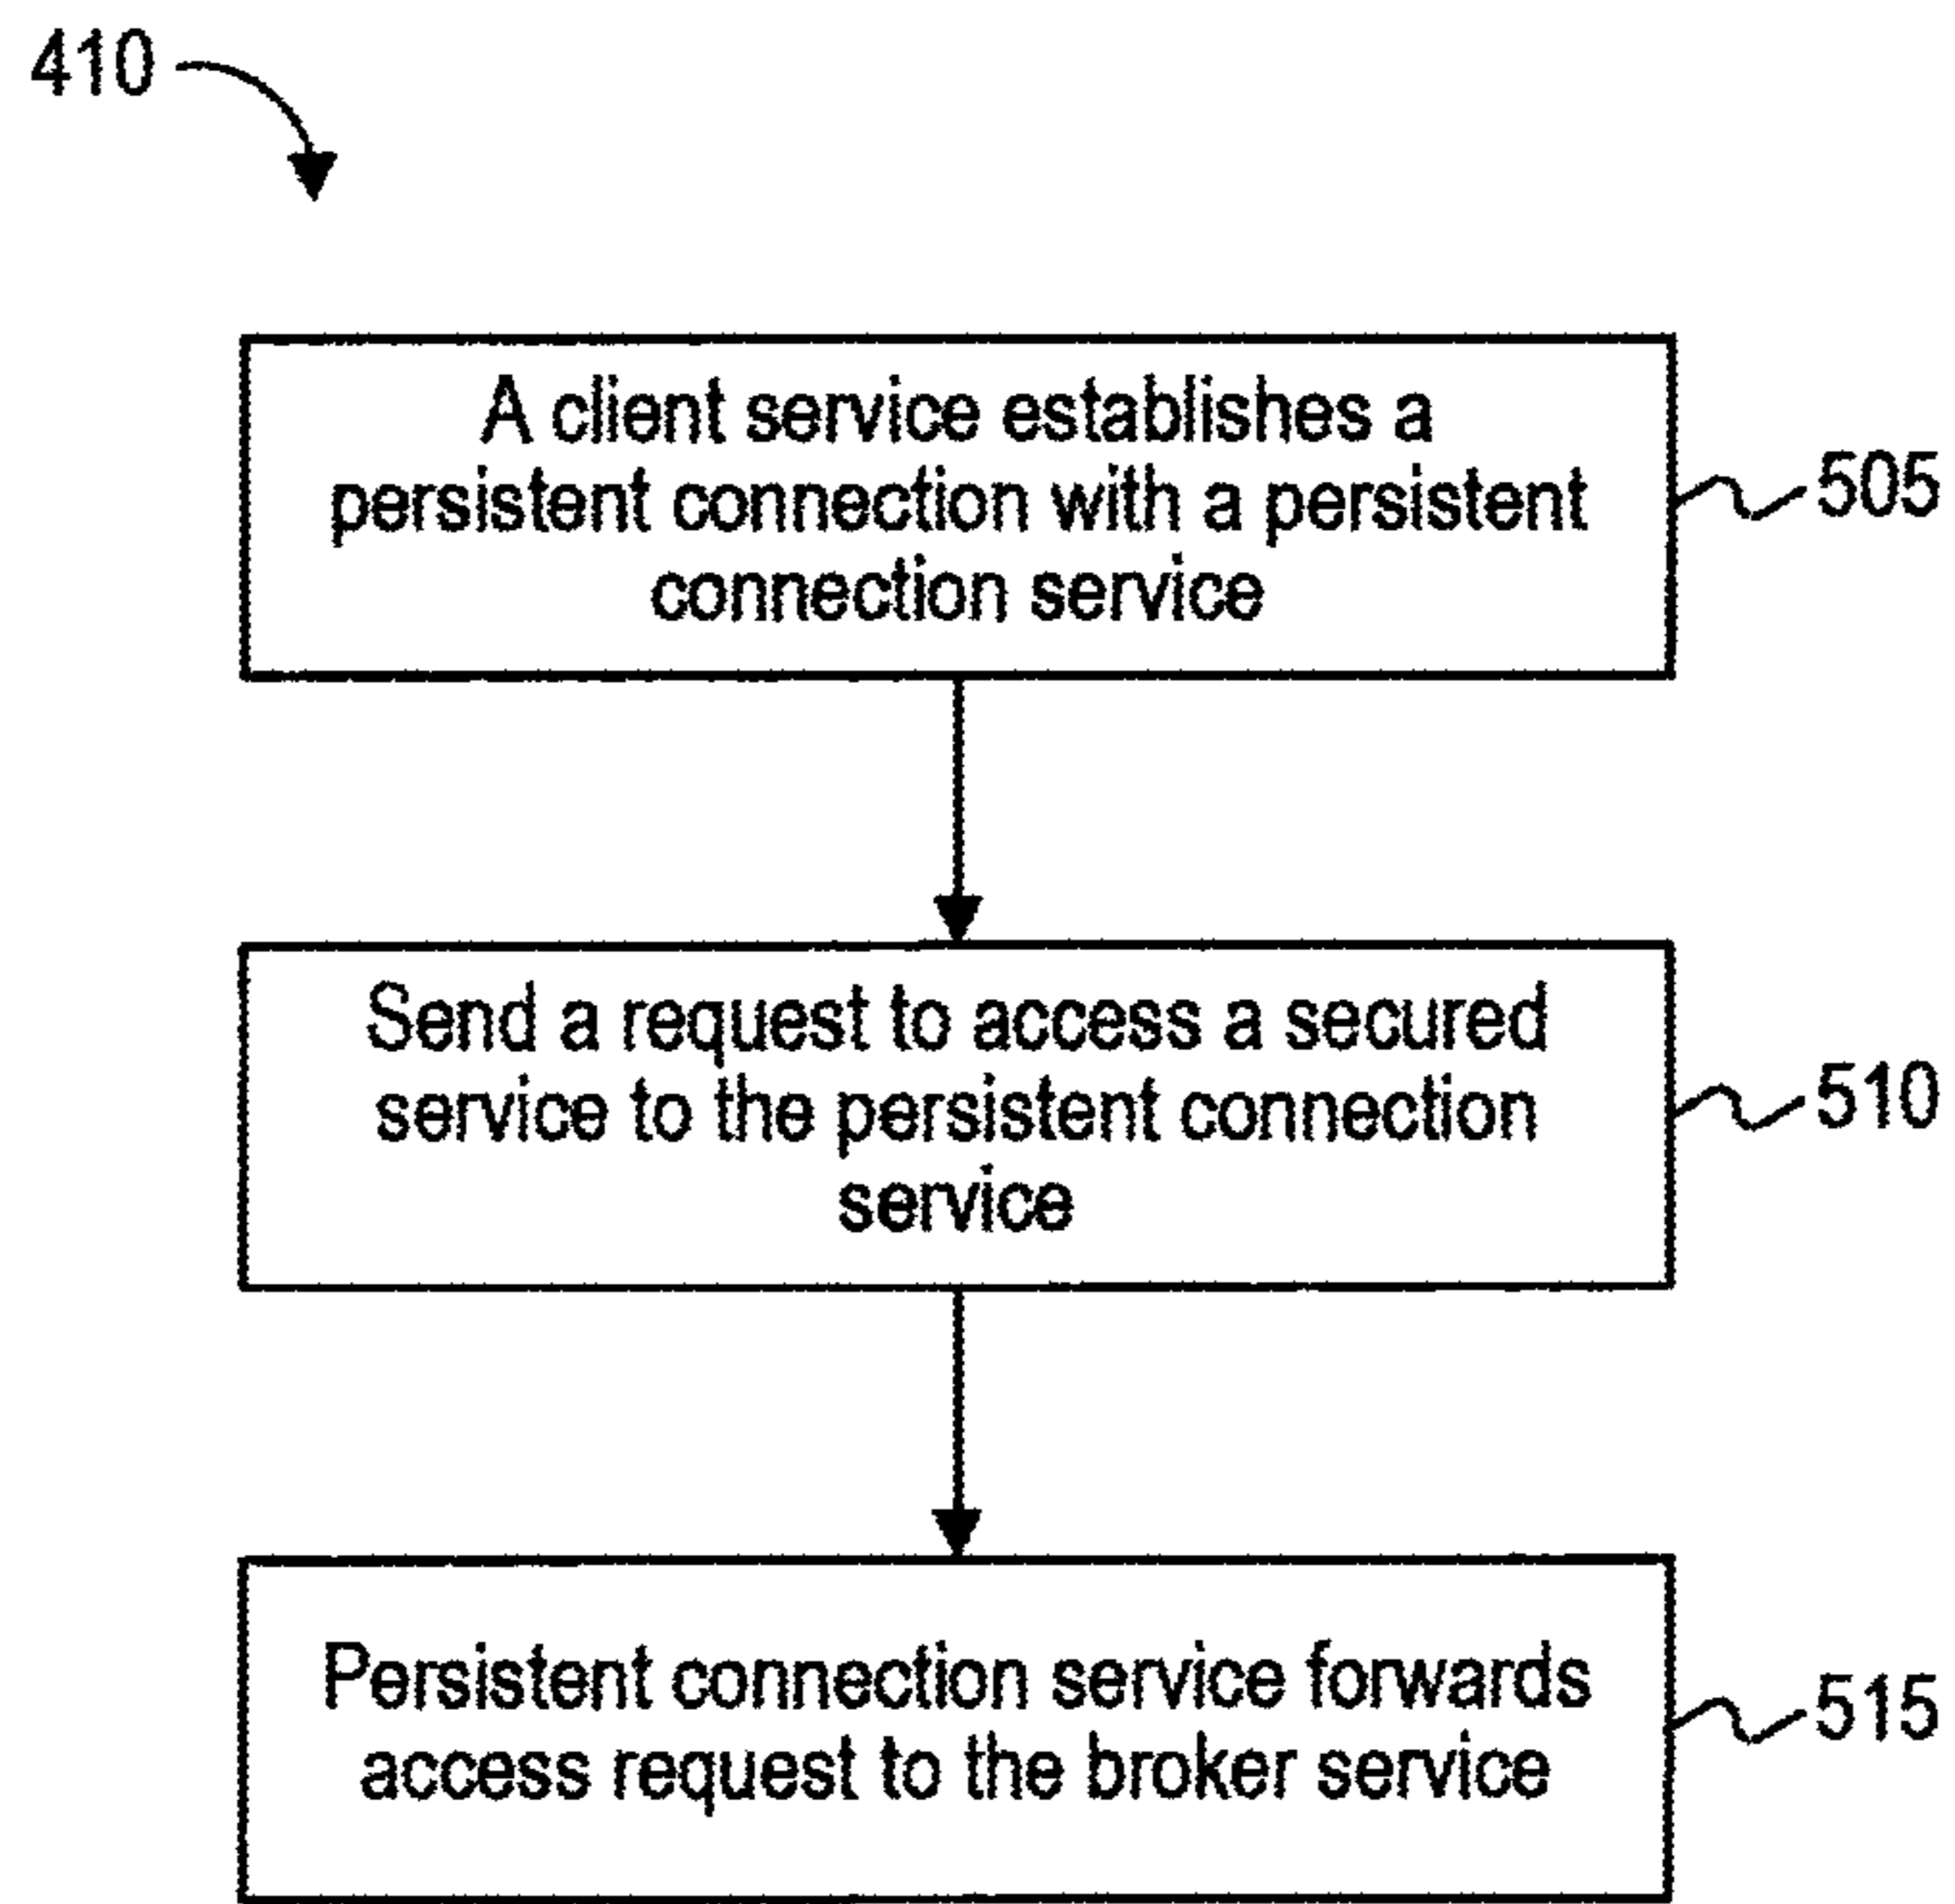 410
A client service establishes a
persistent connection with a persistent
connection service
505
Send a request to access a secured
service to the persistent connection
service
510
Persistent connection service forwards
access request to the broker service
515